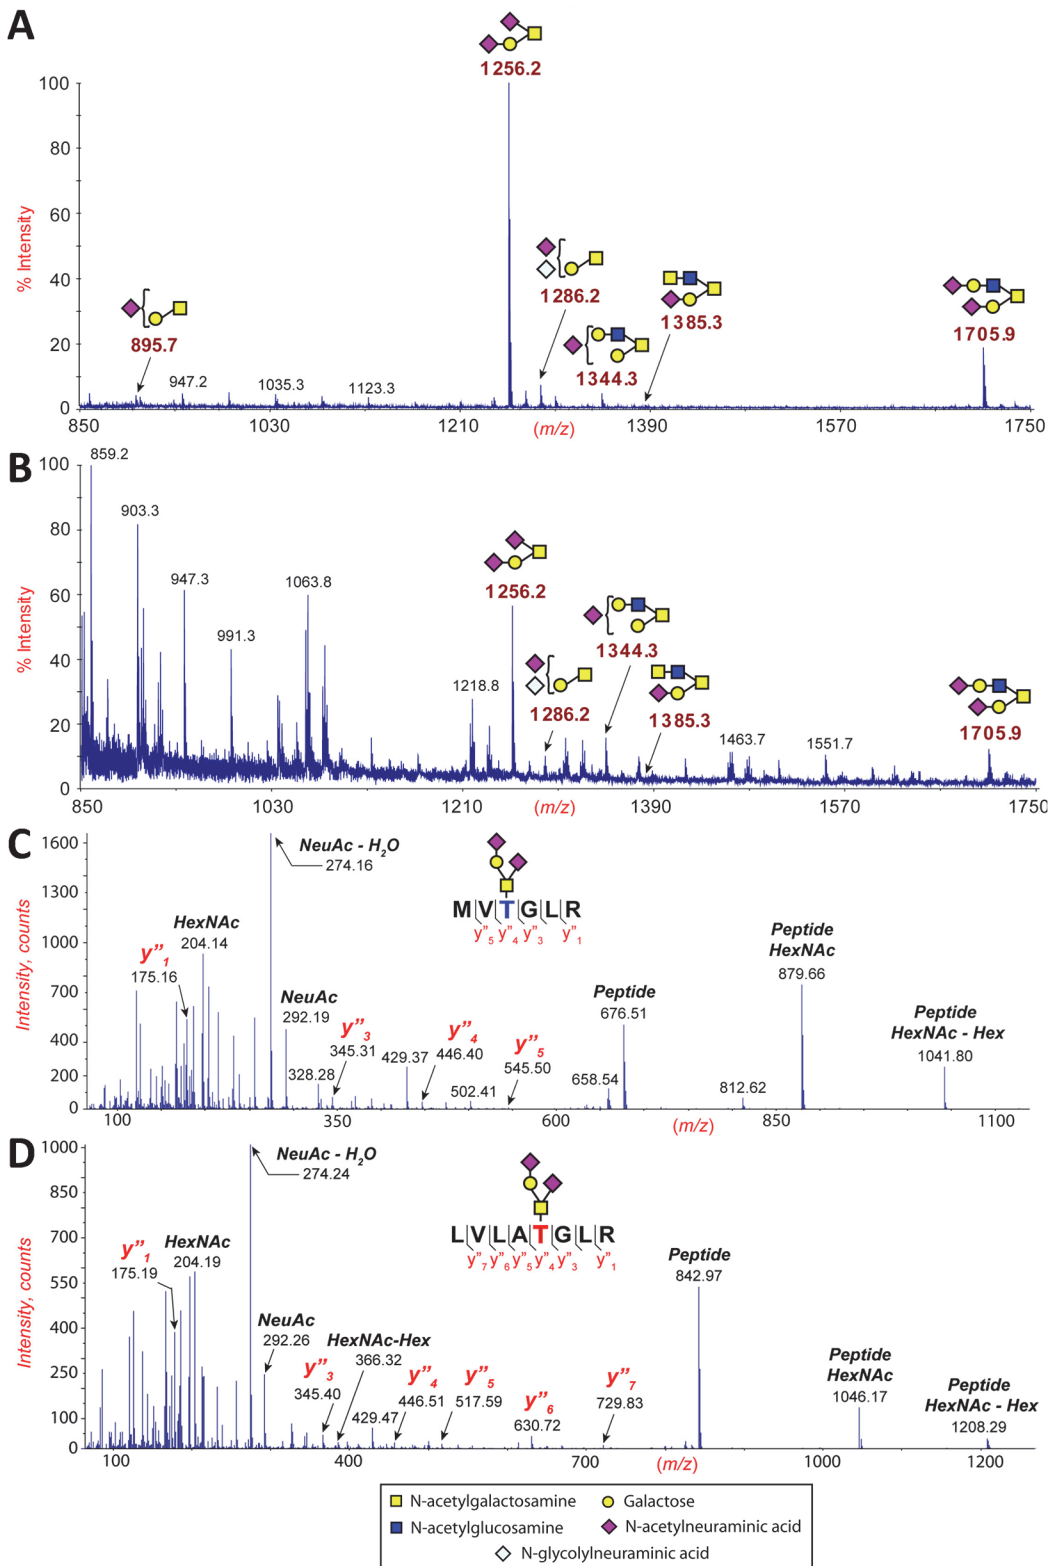 A
1256.2
100
80
60
40
20
0
% Intensity
895.7
947.2
1035.3
1123.3
1286.2
1344.3
1385.3
1705.9
850
1030
1210
(m/z)
1390
1570
1750
B
100
80
60
40
20
0
% Intensity
859.2
903.3
947.3
991.3
1063.8
1218.8
1256.2
1286.2
1344.3
1385.3
1463.7
1551.7
1705.9
850
1030
1210
(m/z)
1390
1570
1750
C
1600
1300
1000
700
400
200
0
Intensity, counts
NeuAc - H2O
274.16
HexNAc
204.14
y”1
175.16
NeuAc
292.19
328.28
y”3
345.31
429.37
y”4
446.40
502.41
y”5
545.50
MVTGLR
y”5 y”4 y”3 y”1
Peptide
676.51
658.54
812.62
Peptide
HexNAc
879.66
Peptide
HexNAc - Hex
1041.80
100
350
600
(m/z)
850
1100
D
1000
850
700
550
400
250
100
0
Intensity, counts
NeuAc - H2O
274.24
HexNAc
204.19
y”1
175.19
NeuAc
292.26
HexNAc-Hex
366.32
y”3
345.40
429.47
y”4
446.51
y”5
517.59
y”6
630.72
y”7
729.83
LVLATGLR
y”7 y”6 y”5 y”4 y”3 y”1
Peptide
842.97
Peptide
HexNAc
1046.17
Peptide
HexNAc - Hex
1208.29
100
400
700
(m/z)
1000
1200
N-acetylgalactosamine
Galactose
N-acetylglucosamine
N-acetylneuraminic acid
N-glycolylneuraminic acid